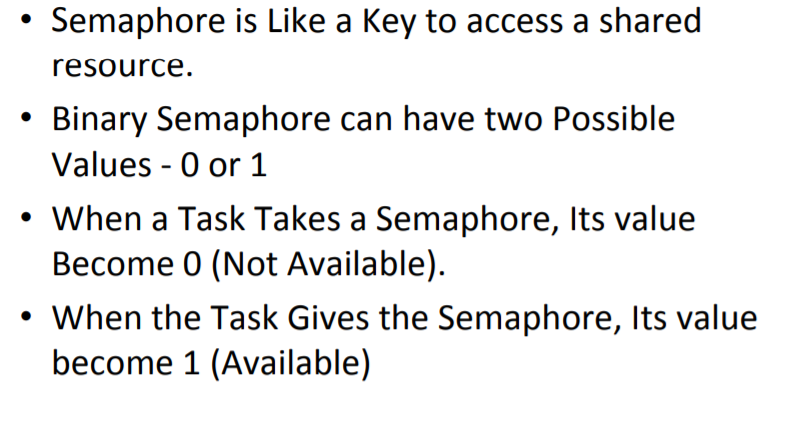 • Semaphore is Like a Key to access a shared
resource.
• Binary Semaphore can have two Possible
Values - 0 or 1
• When a Task Takes a Semaphore, Its value
Become 0 (Not Available).
• When the Task Gives the Semaphore, Its value
become 1 (Available)